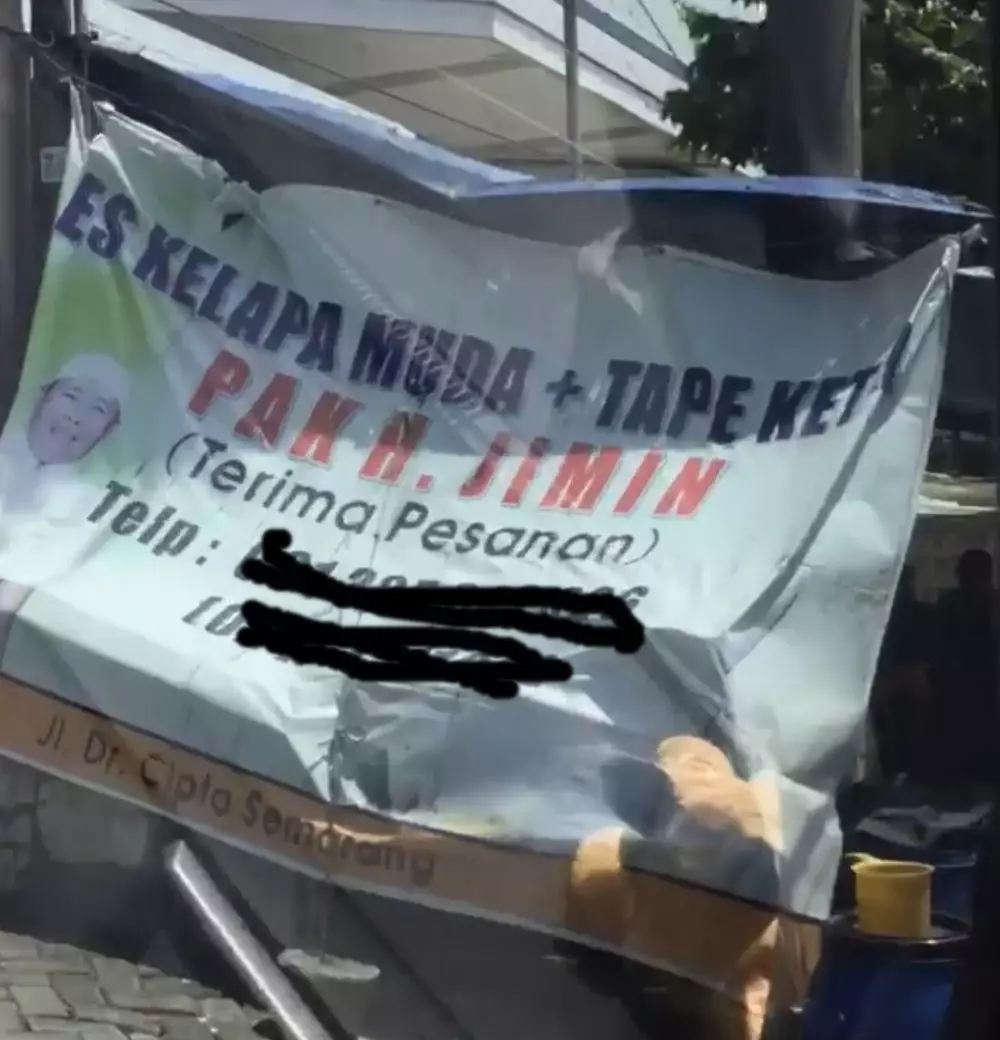 ES KELAPA MUDA + TAPE
PAK H. JIMIN
(Terima Pesanan)
Telp :
Jl. Dr. Cipto Semarang